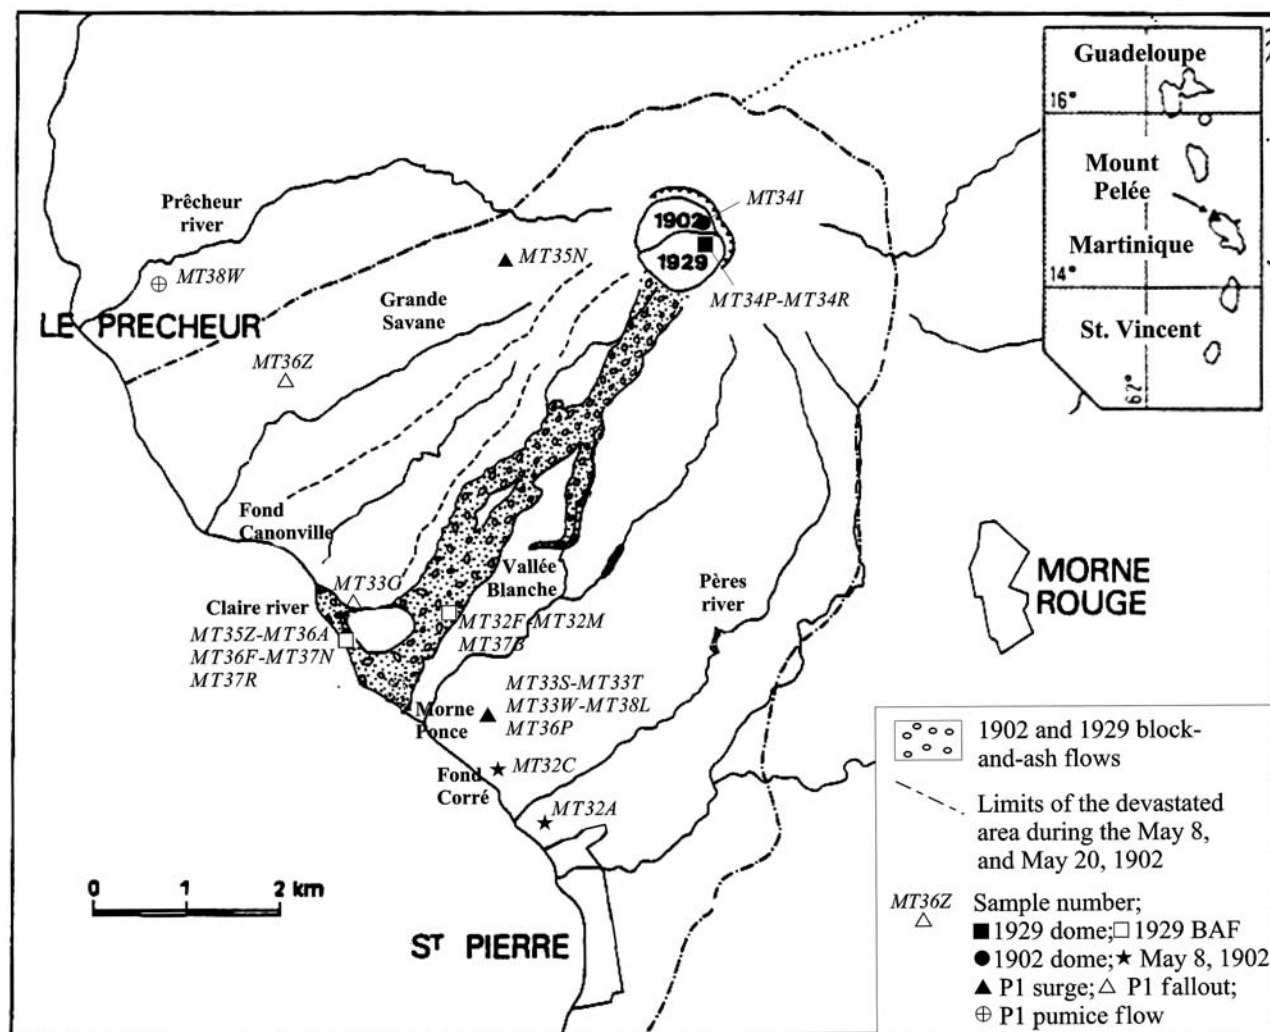 Guadeloupe
16°
Mount
Pelée
Martinique
14°
St. Vincent
62°
Prêcheur
river
MT34I
1902
1929
MT35N
MT38W
MT34P-MT34R
Grande
Savane
LE PRECHEUR
MT36Z
Fond
Canonville
Vallée
Blanche
MT33G
Claire river
MT35Z-MT36A
MT36F-MT37N
MT37R
MT32F-MT32M
MT37B
Pères
river
MORNE
ROUGE
MT33S-MT33T
MT33W-MT38L
MT36P
Morne
Ponce
MT32C
Fond
Corré
MT32A
0 1 2 km
ST PIERRE
1902 and 1929 block-
and-ash flows
Limits of the devastated
area during the May 8,
and May 20, 1902
MT36Z
Sample number;
■1929 dome;□1929 BAF
●1902 dome;★ May 8, 1902
▲ P1 surge;△ P1 fallout;
⊕ P1 pumice flow